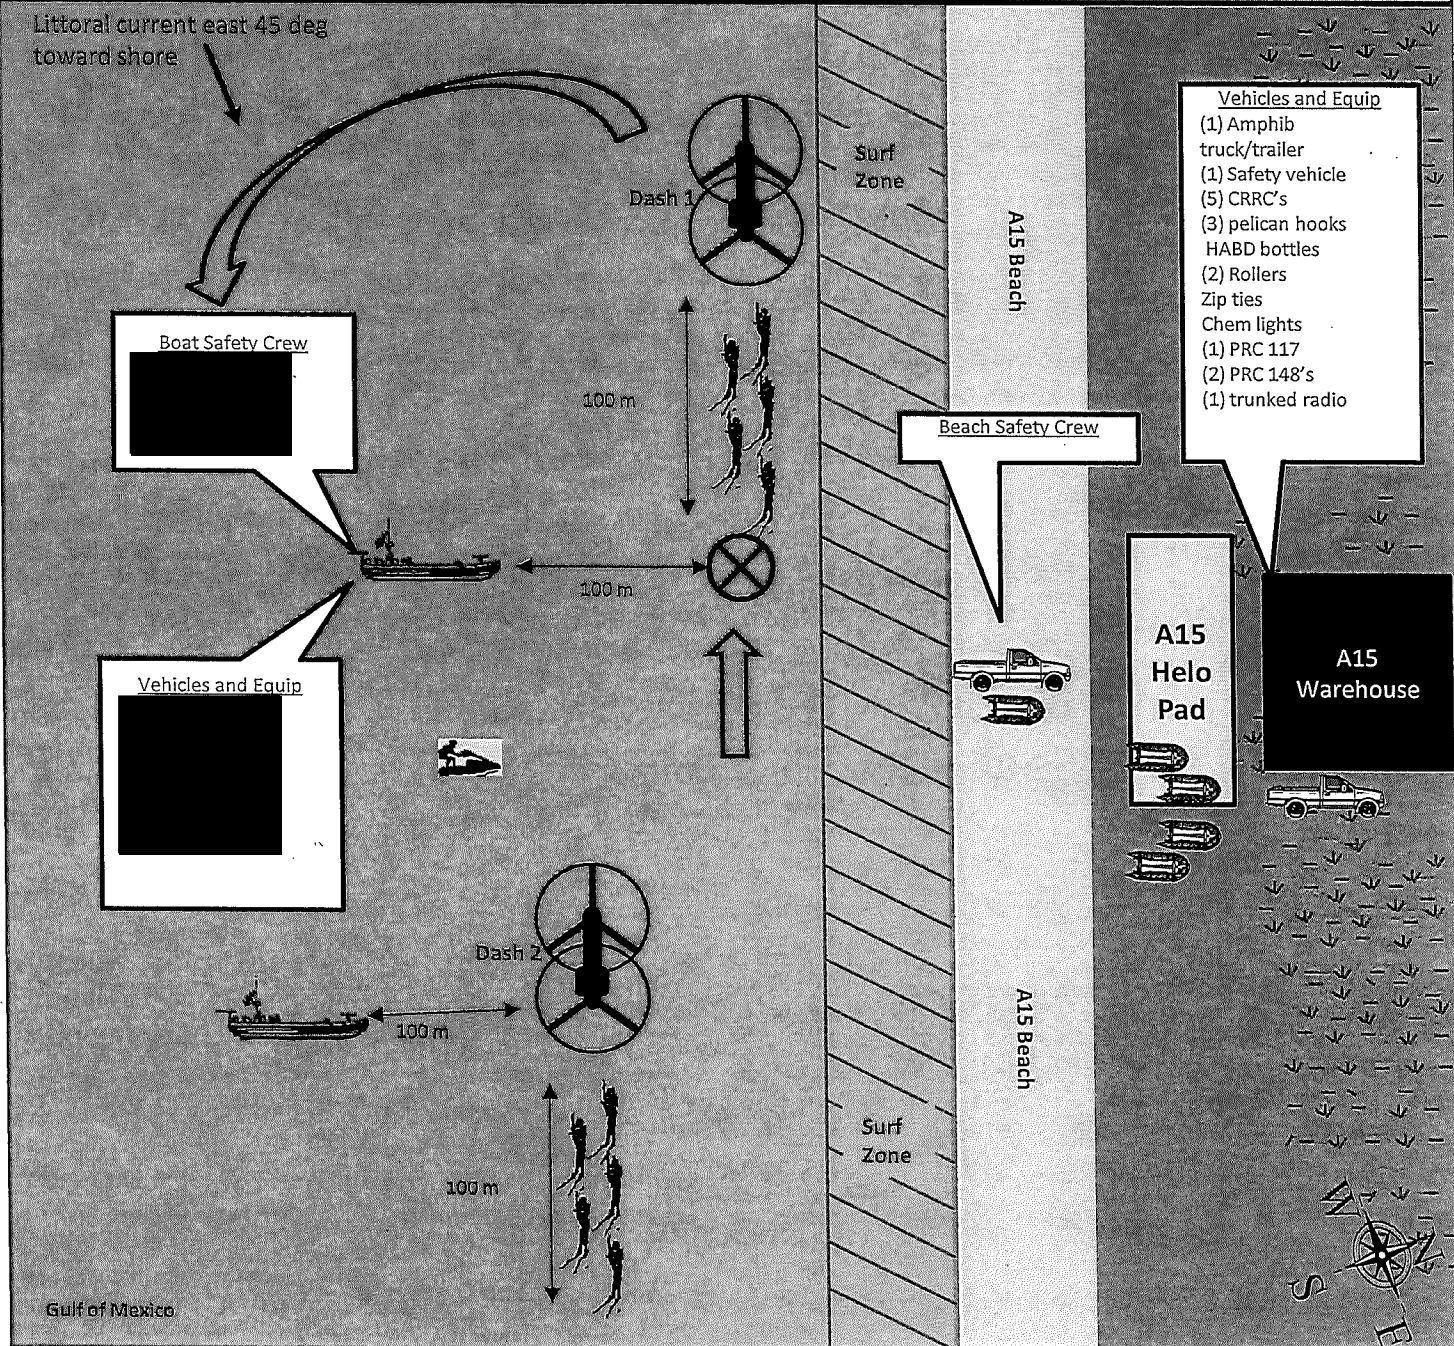 Littoral current east 45 deg
toward shore
Vehicles and Equip
(1) Amphib
truck/trailer
(1) Safety vehicle
(5) CRRC's
(3) pelican hooks
HABD bottles
(2) Rollers
Zip ties
Chem lights
(1) PRC 117
(2) PRC 148's
(1) trunked radio
Surf
Zone
Dash 1
A15 Beach
Boat Safety Crew
100 m
Beach Safety Crew
100 m
A15
Helo
Pad
A15
Warehouse
Vehicles and Equip
Dash 2
100 m
A15 Beach
Surf
Zone
100 m
W
N
S
E
Gulf of Mexico